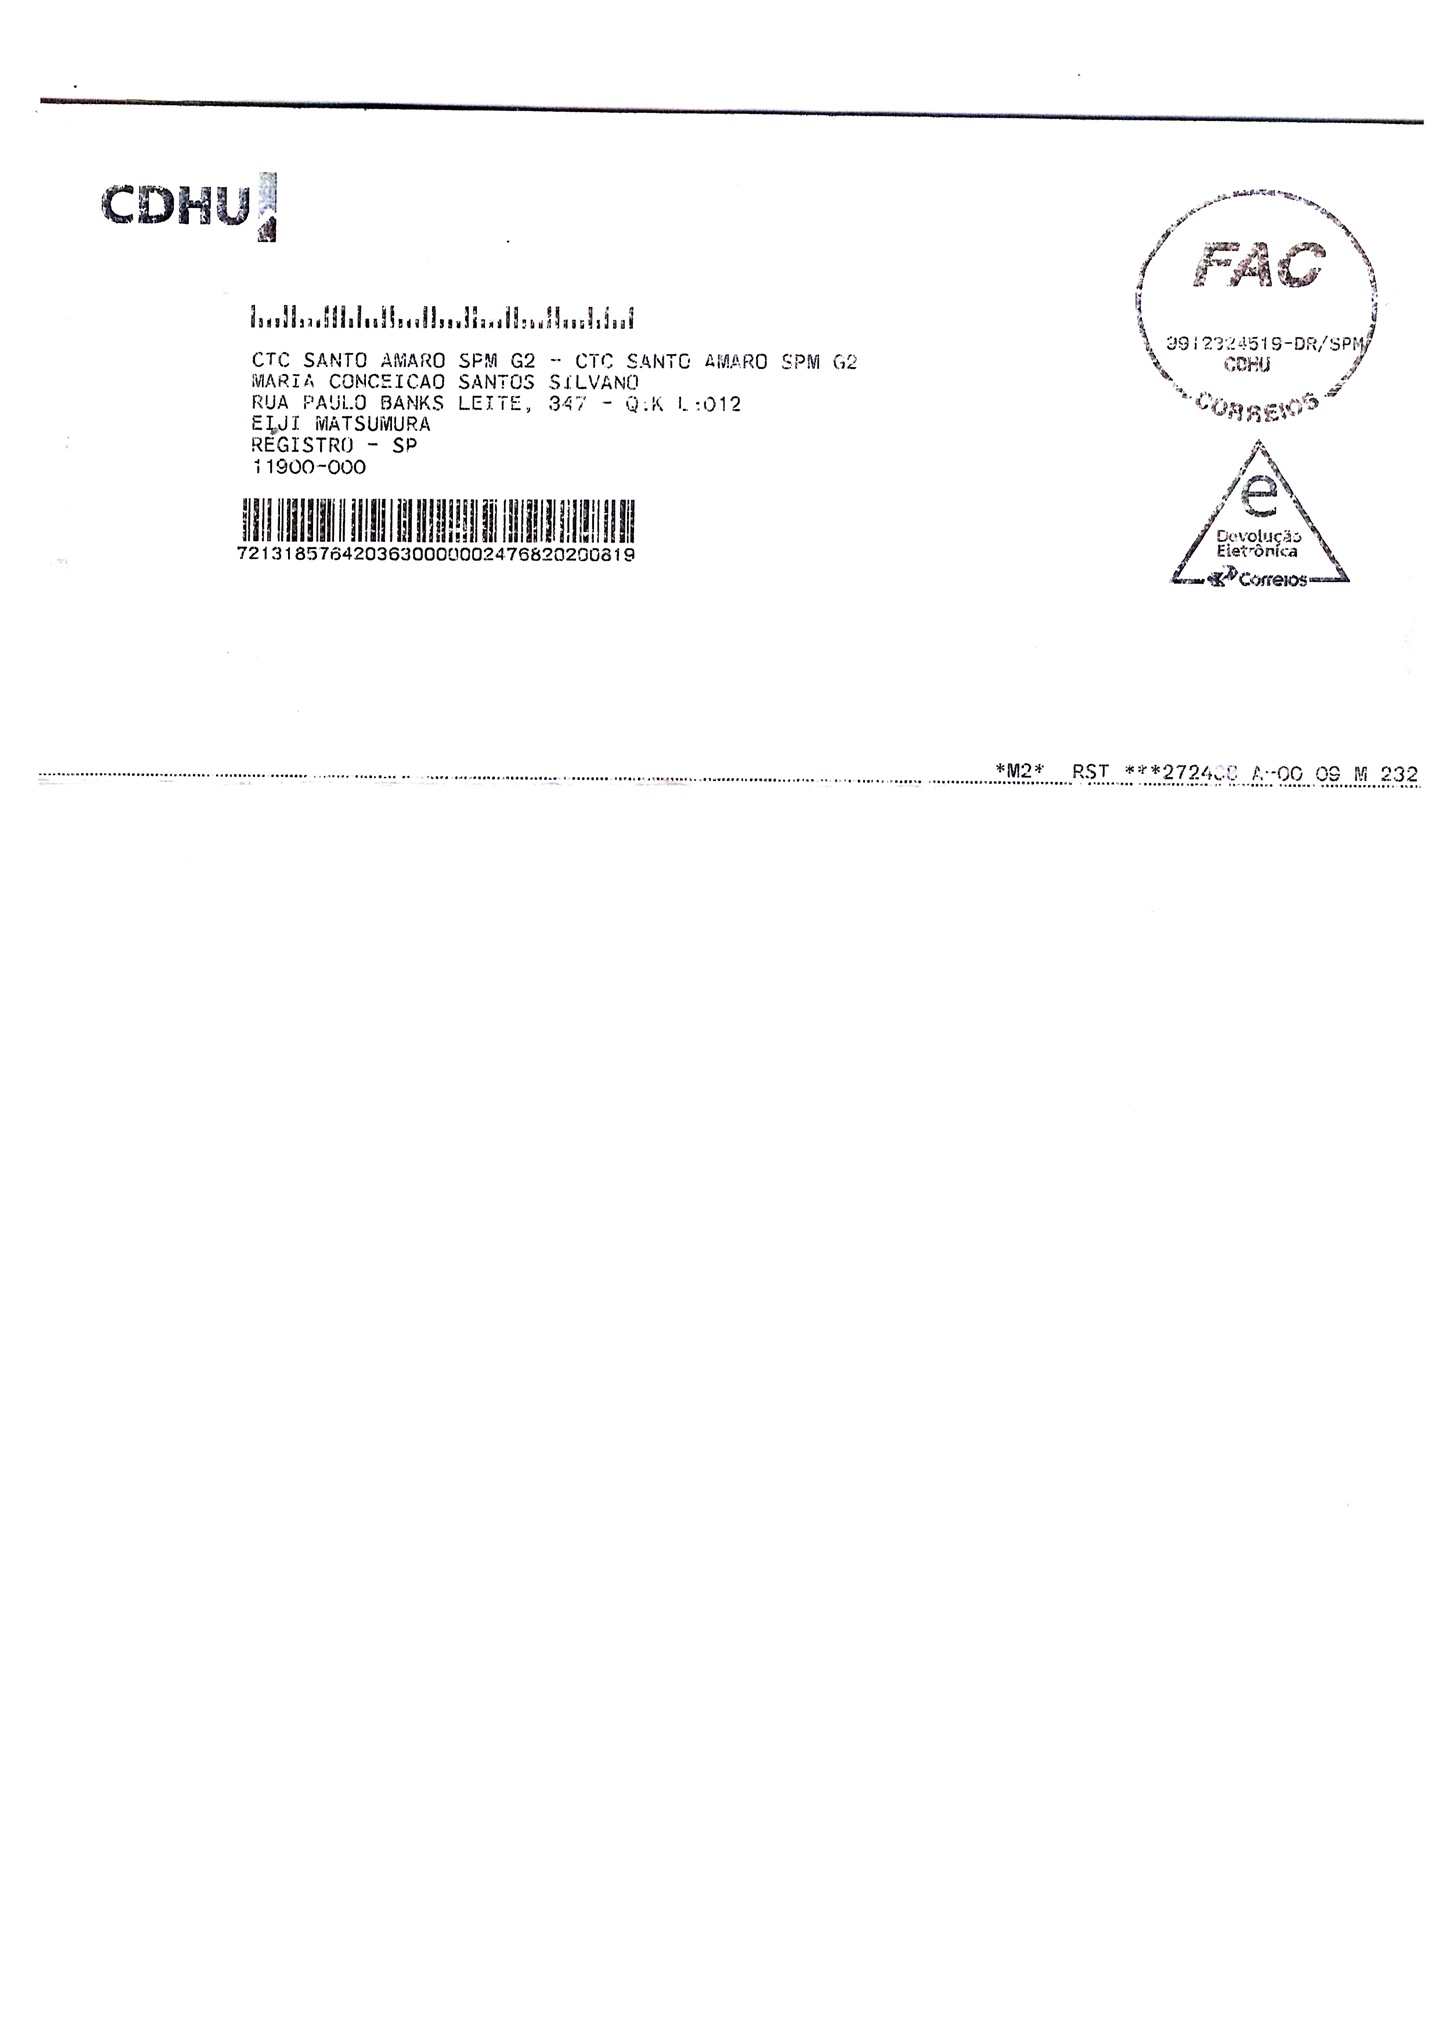 CDHU
FAC
9912324519-DR/SPM
CDHU
CORREIOS
CTC SANTO AMARO SPM G2 - CTC SANTO AMARO SPM G2
MARIA CONCEICAO SANTOS SILVANO
RUA PAULO BANKS LEITE, 347 - Q:K L:012
EIJI MATSUMURA
REGISTRO - SP
11900-000
e
Devolução
Eletrônica
Correios
7213185764203630000002476820200819
*M2* RST A-00 09 M 232